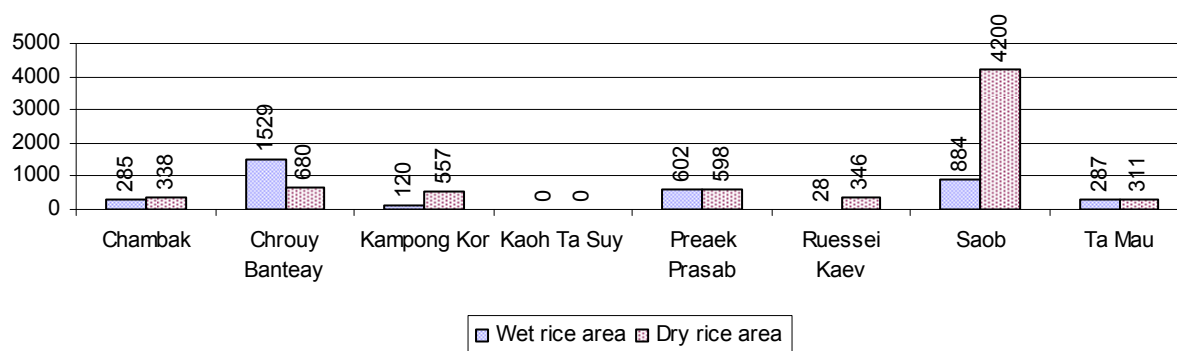 5000
4000
3000
2000
1000
0
285
338
1529
680
120
557
0
0
602
598
28
346
884
4200
287
311
Chambak
Chrouy
Banteay
Kampong Kor
Kaoh Ta Suy
Preaek
Prasab
Ruessei
Kaev
Saob
Ta Mau
Wet rice area
Dry rice area